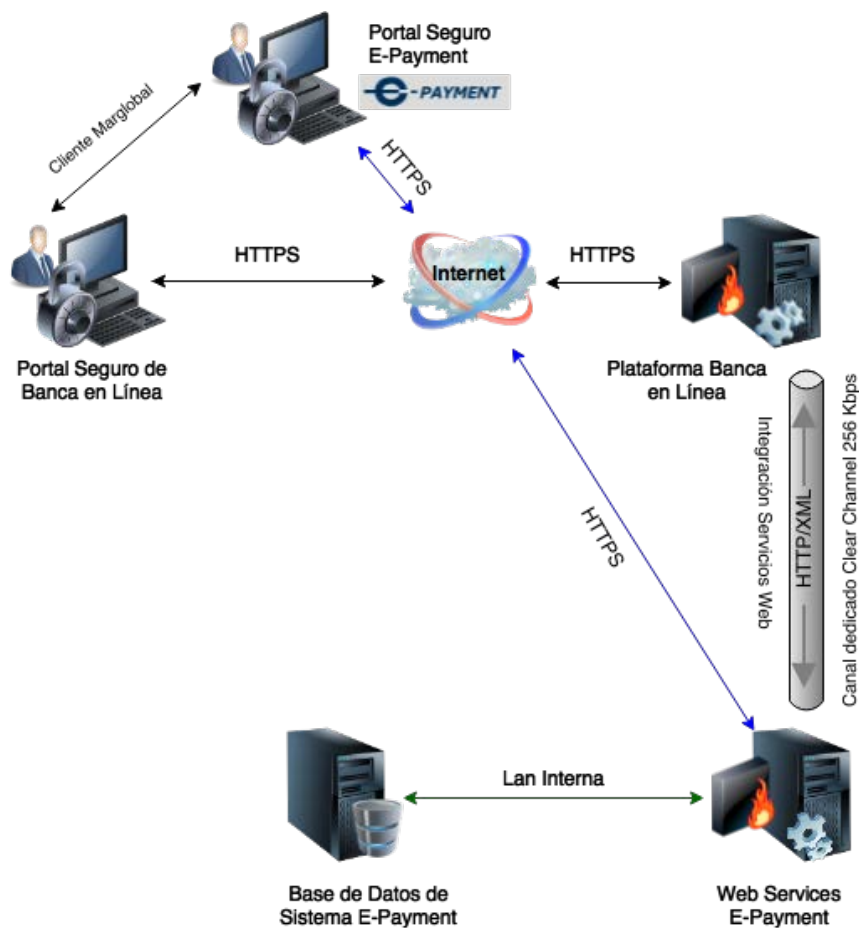 Portal Seguro
E-Payment
e-PAYMENT
Cliente Marglobal
HTTPS
HTTPS
Internet
HTTPS
Portal Seguro de
Banca en Línea
Plataforma Banca
en Línea
HTTPS
Integración Servicios Web
HTTP/XML
Canal dedicado Clear Channel 256 Kbps
Lan Interna
Base de Datos de
Sistema E-Payment
Web Services
E-Payment